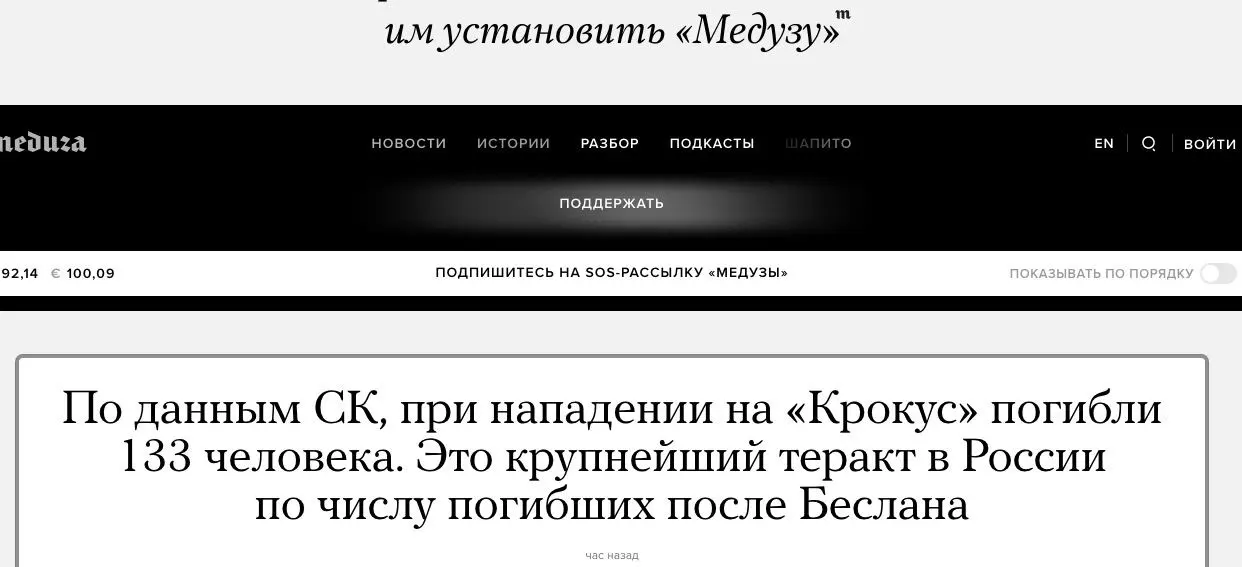 им установить «Медузу»m
meduza
НОВОСТИ ИСТОРИИ РАЗБОР ПОДКАСТЫ ШАПИТО
EN ВОЙТИ
ПОДДЕРЖАТЬ
92,14 € 100,09
ПОДПИШИТЕСЬ НА SOS-РАССЫЛКУ «МЕДУЗЫ»
ПОКАЗЫВАТЬ ПО ПОРЯДКУ
По данным СК, при нападении на «Крокус» погибли
133 человека. Это крупнейший теракт в России
по числу погибших после Беслана
час назад